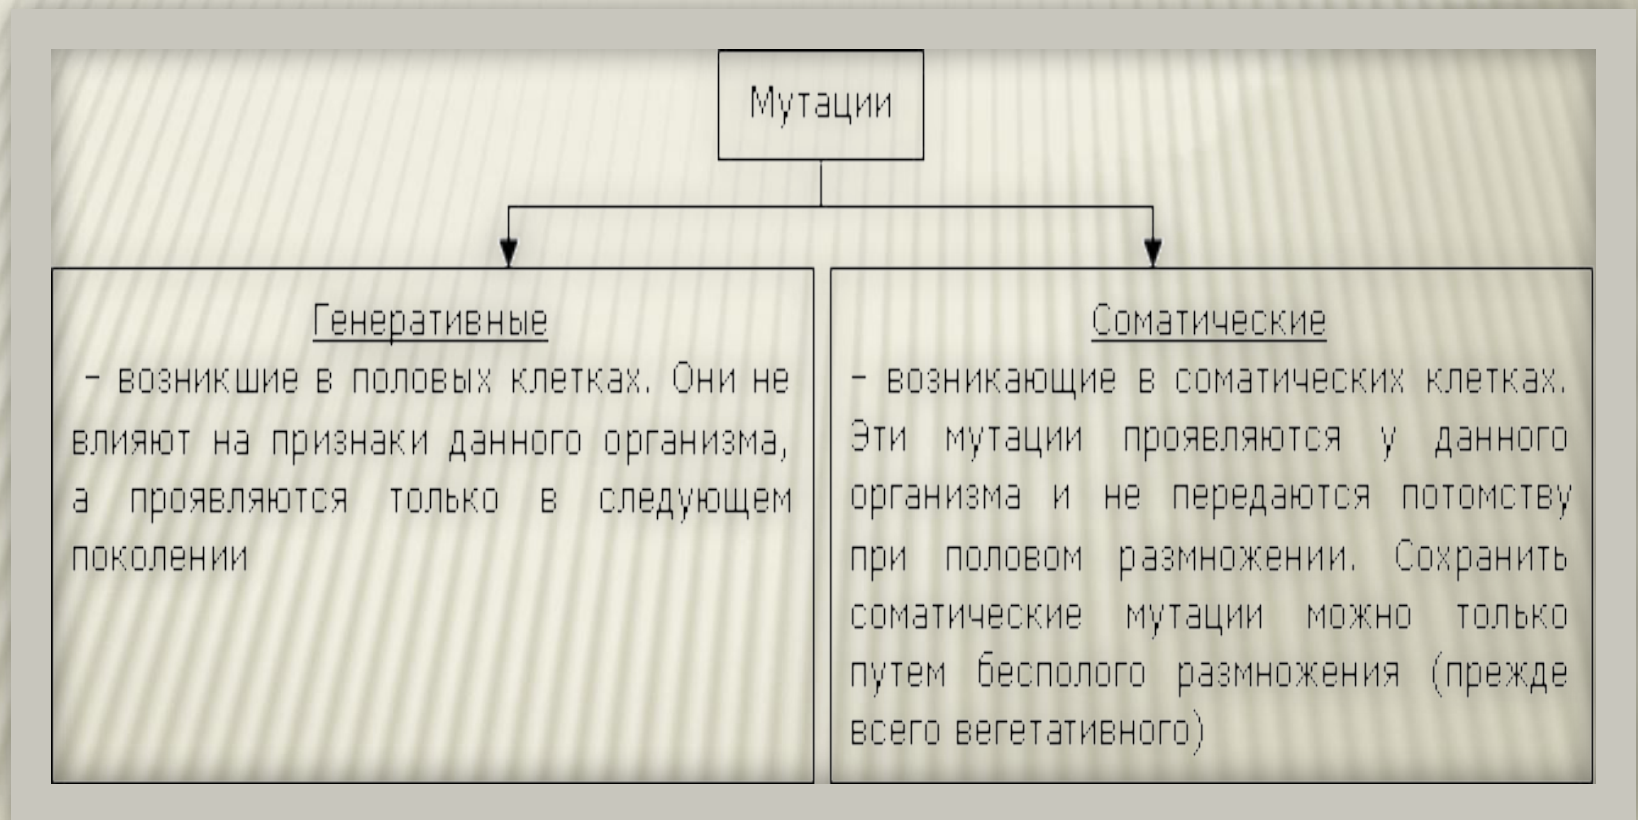 Мутации
Генеративные
– возникшие в половых клетках. Они не
влияют на признаки данного организма,
а проявляются только в следующем
поколении
Соматические
– возникающие в соматических клетках.
Эти мутации проявляются у данного
организма и не передаются потомству
при половом размножении. Сохранить
соматические мутации можно только
путем бесполого размножения (прежде
всего вегетативного)